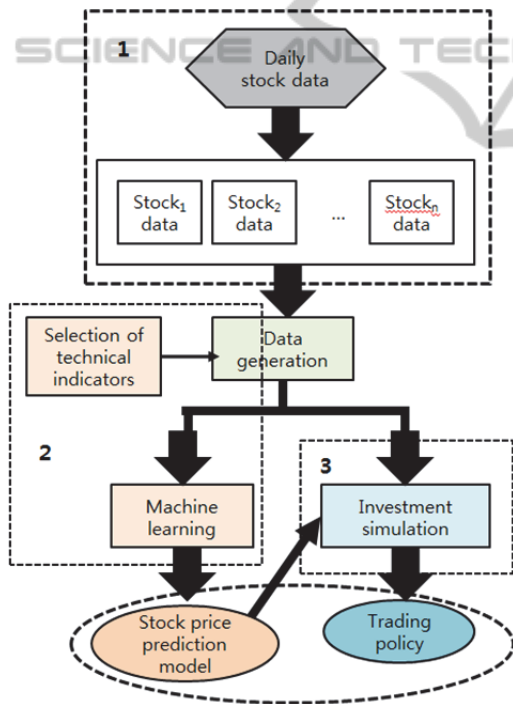 SCIENCE AND TECH
1
Daily
stock data
Stock₁
data
Stock₂
data
...
Stockₙ
data
Selection of
technical
indicators
Data
generation
2
3
Machine
learning
Investment
simulation
Stock price
prediction
model
Trading
policy